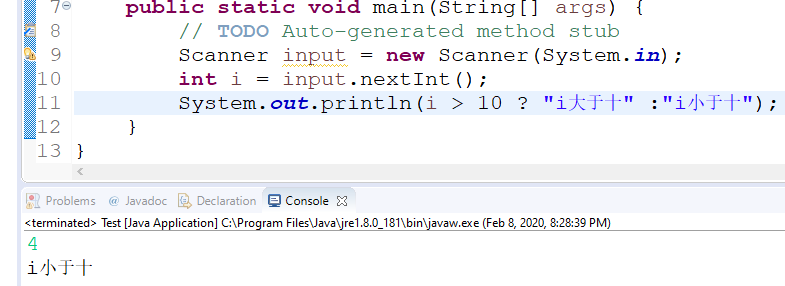 7 public static void main(String[] args) {
8 // TODO Auto-generated method stub
9 Scanner input = new Scanner(System.in);
10 int i = input.nextInt();
11 System.out.println(i > 10 ? "i大于十" :"i小于十");
12 }
13 }
Problems @ Javadoc Declaration Console
<terminated> Test [Java Application] C:\Program Files\Java\jre1.8.0_181\bin\javaw.exe (Feb 8, 2020, 8:28:39 PM)
4
i小于十